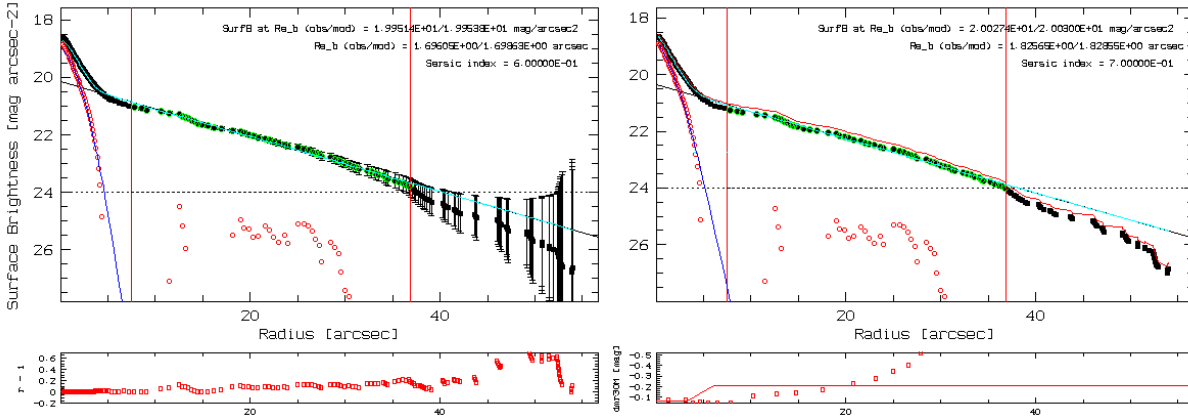 SurfB at Re_b (obs/mod) = 1.99514E+01/1.99538E+01 mag/arcsec2
Re_b (obs/mod) = 1.69605E+00/1.69863E+00 arcsec
Sersic index = 6.00000E-01
18
20
22
24
26
Surface Brightness [mag arcsec-2]
20
40
Radius [arcsec]
SurfB at Re_b (obs/mod) = 2.00274E+01/2.00300E+01 mag/arcsec2
Re_b (obs/mod) = 1.82565E+00/1.82855E+00 arcsec
Sersic index = 7.00000E-01
18
20
22
24
26
20
40
Radius [arcsec]
0.6
0.4
0.2
0
-0.2
r - i
20
40
-0.5
-0.4
-0.3
-0.2
-0.1
[mag]
20
40